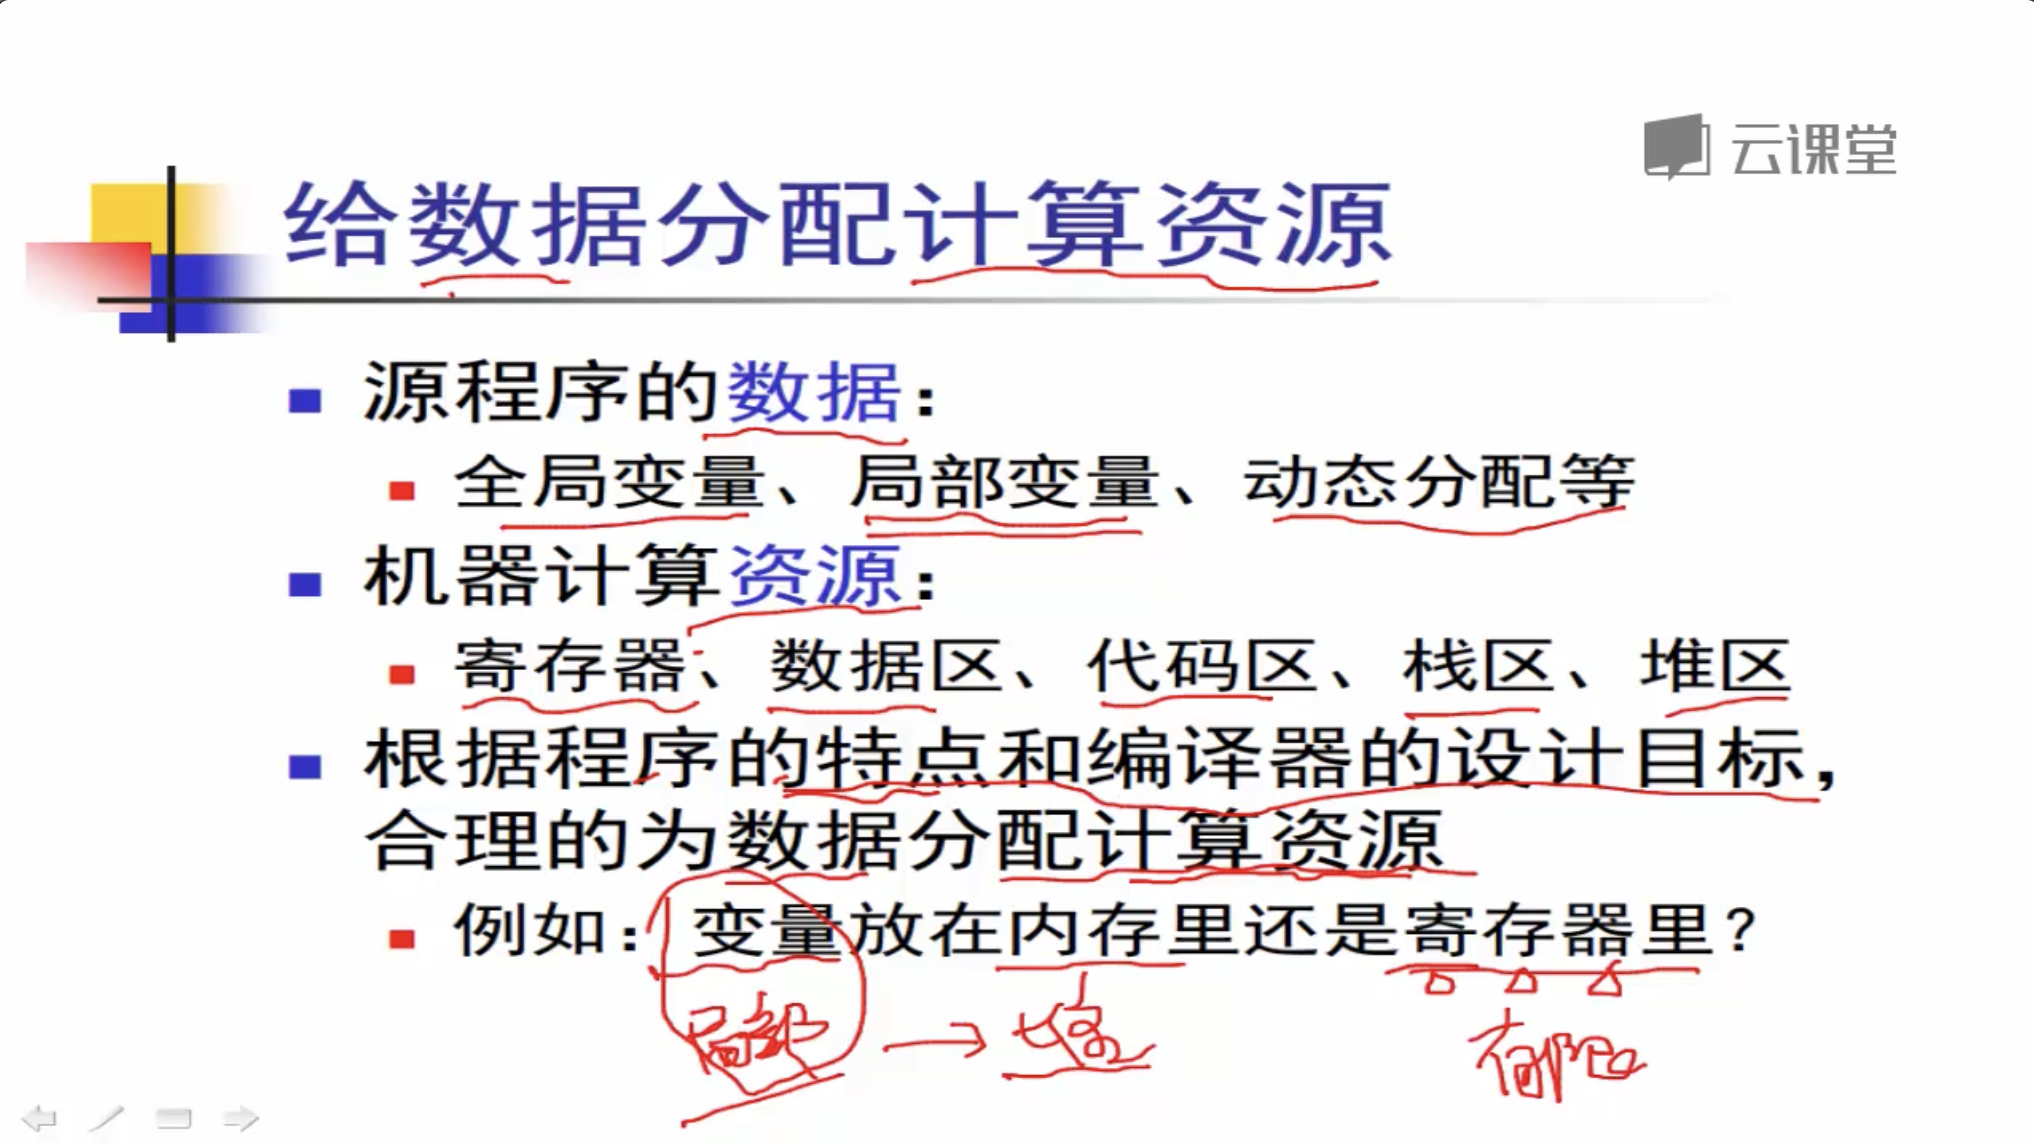 云课堂
给数据分配计算资源
源程序的数据：
全局变量、局部变量、动态分配等
机器计算资源：
寄存器、数据区、代码区、栈区、堆区
根据程序的特点和编译器的设计目标，
合理的为数据分配计算资源
例如：变量放在内存里还是寄存器里？
局部
有限